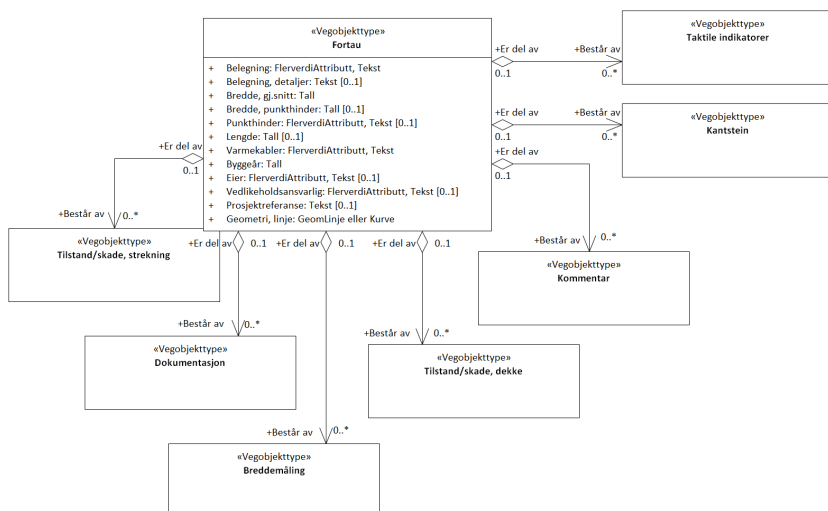 «Vegobjekttype»
Fortau
+ Belegning: FlerverdiAttributt, Tekst
+ Belegning, detaljer: Tekst [0..1]
+ Bredde, gj.snitt: Tall
+ Bredde, punkthinder: Tall [0..1]
+ Punkthinder: FlerverdiAttributt, Tekst [0..1]
+ Lengde: Tall [0..1]
+ Varmekabler: FlerverdiAttributt, Tekst
+ Byggeår: Tall
+ Eier: FlerverdiAttributt, Tekst [0..1]
+ Vedlikeholdsansvarlig: FlerverdiAttributt, Tekst [0..1]
+ Prosjektreferanse: Tekst [0..1]
+ Geometri, linje: GeomLinje eller Kurve
+Er del av
0..1
+Består av
0..*
«Vegobjekttype»
Taktile indikatorer
+Er del av
0..1
+Består av
0..*
«Vegobjekttype»
Kantstein
+Er del av
0..1
+Består av
0..*
«Vegobjekttype»
Kommentar
+Er del av
0..1
+Består av
0..*
«Vegobjekttype»
Tilstand/skade, strekning
+Er del av
0..1
+Består av
0..*
«Vegobjekttype»
Dokumentasjon
+Er del av
0..1
+Består av
0..*
«Vegobjekttype»
Breddemåling
+Er del av
0..1
+Består av
0..*
«Vegobjekttype»
Tilstand/skade, dekke